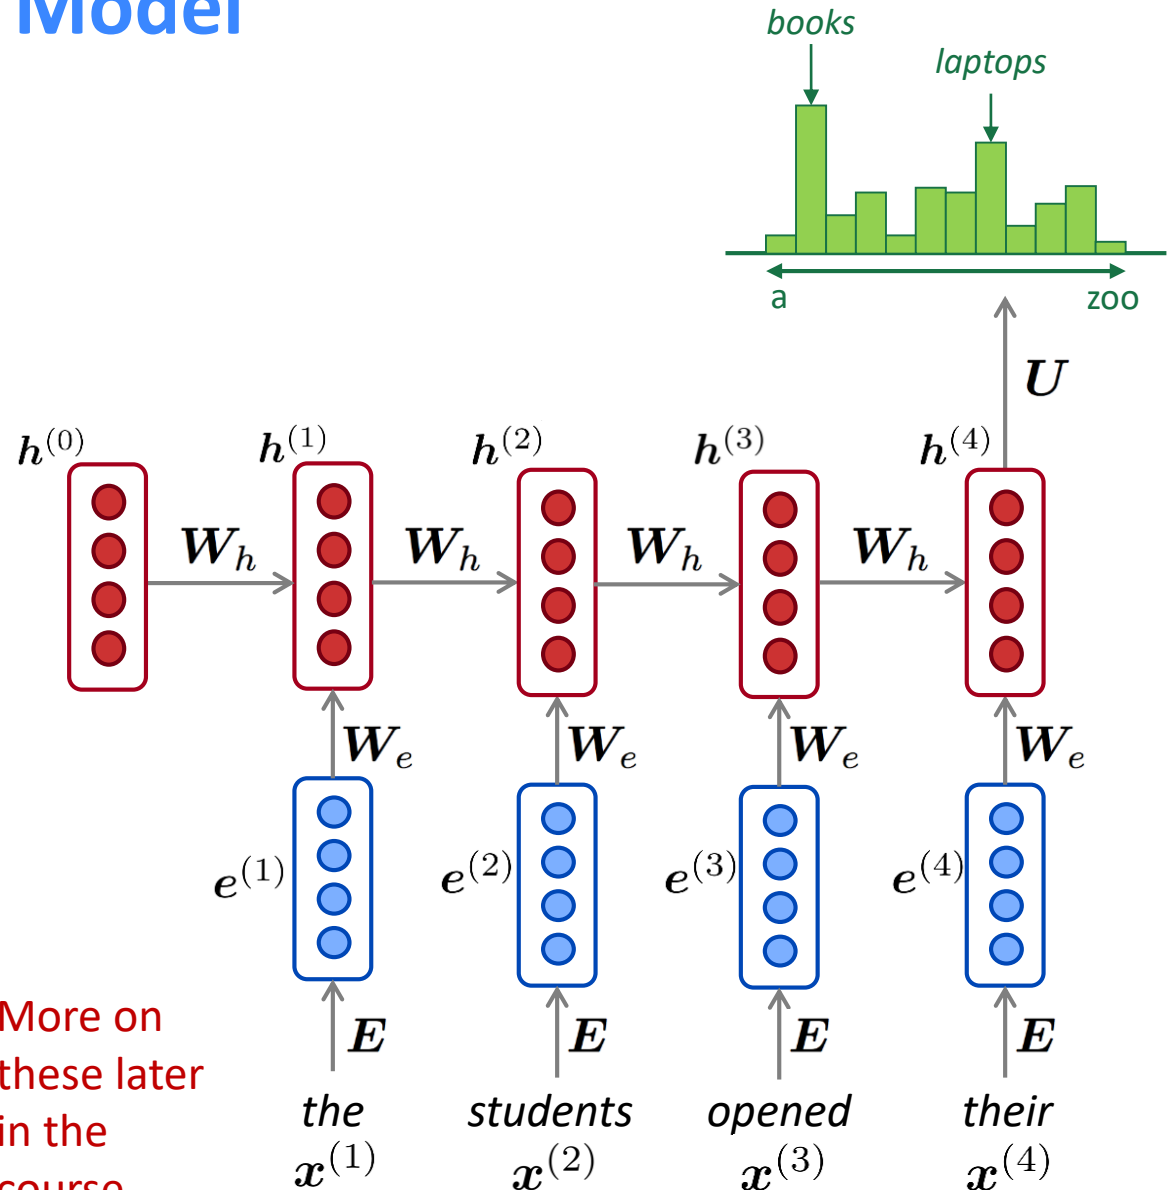 Model
books
laptops
a zoo
U
h(0) h(1) h(2) h(3) h(4)
Wh Wh Wh Wh
We We We We
e(1) e(2) e(3) e(4)
E E E E
More on
these later
in the
course
the students opened their
x(1) x(2) x(3) x(4)